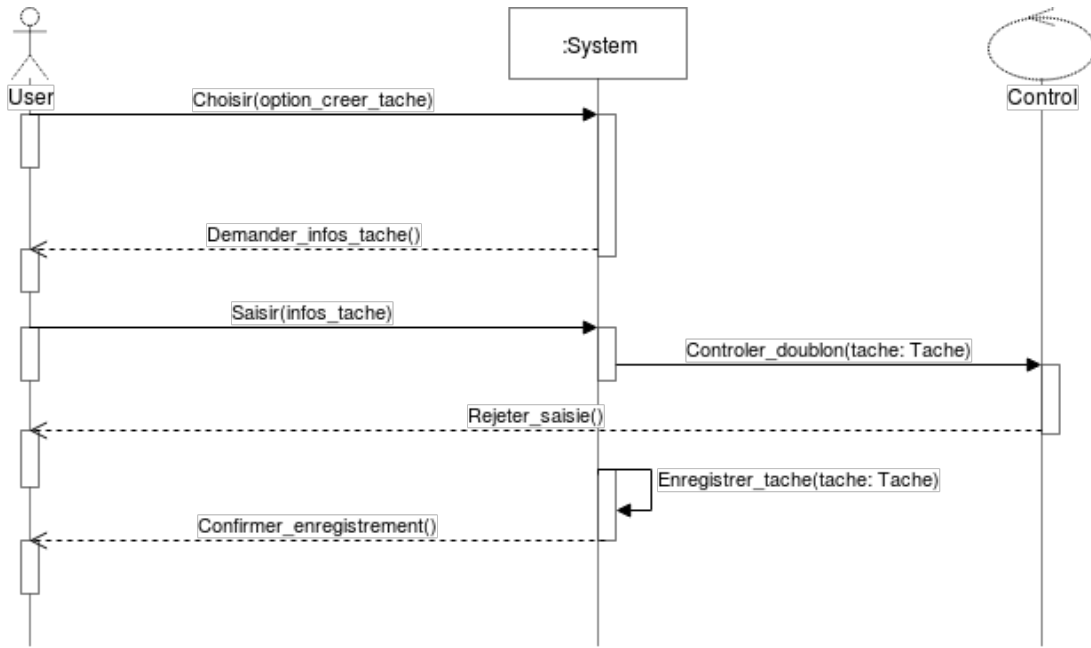 :System
User
Control
Choisir(option_creer_tache)
Demander_infos_tache()
Saisir(infos_tache)
Controler_doublon(tache: Tache)
Rejeter_saisie()
Enregistrer_tache(tache: Tache)
Confirmer_enregistrement()